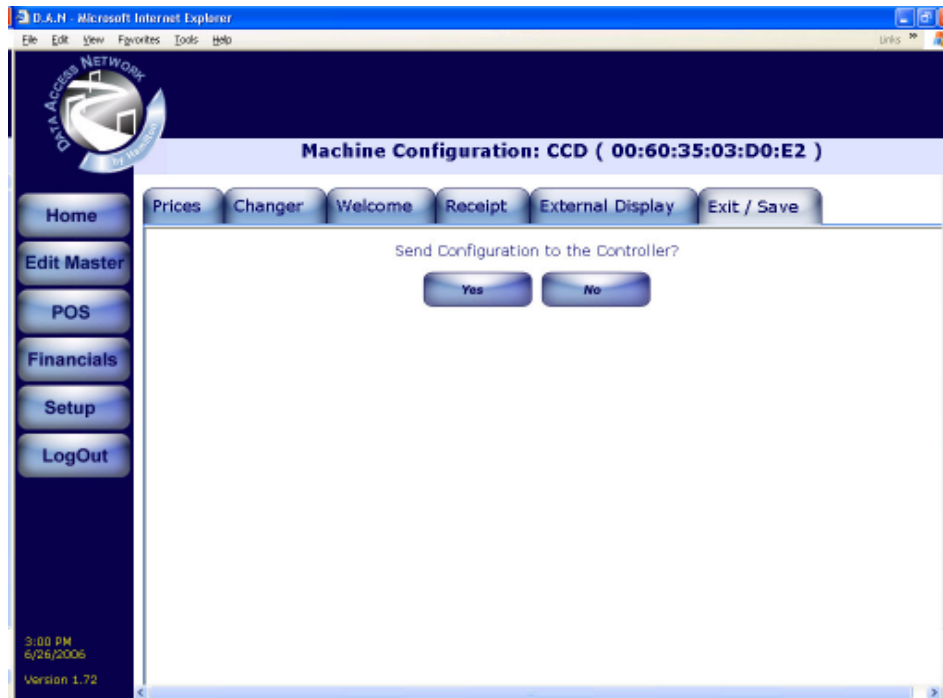 D.A.N - Microsoft Internet Explorer
File Edit View Favorites Tools Help
Links »
DATA ACCESS NETWORK
by Hamilton
Machine Configuration: CCD ( 00:60:35:03:D0:E2 )
Prices Changer Welcome Receipt External Display Exit / Save
Home
Edit Master
POS
Financials
Setup
LogOut
Send Configuration to the Controller?
Yes No
3:00 PM
6/26/2006
Version 1.72